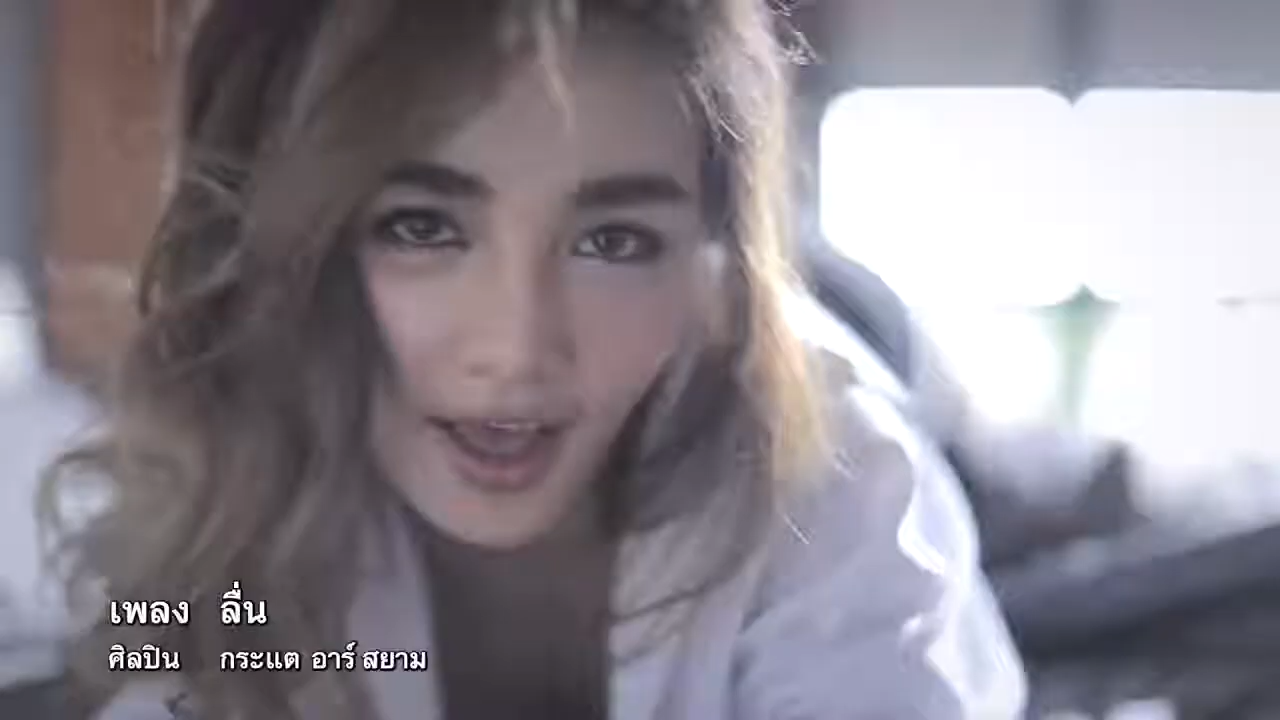 เพลง ลื่น
ศิลปิน กระแต อาร์ สยาม